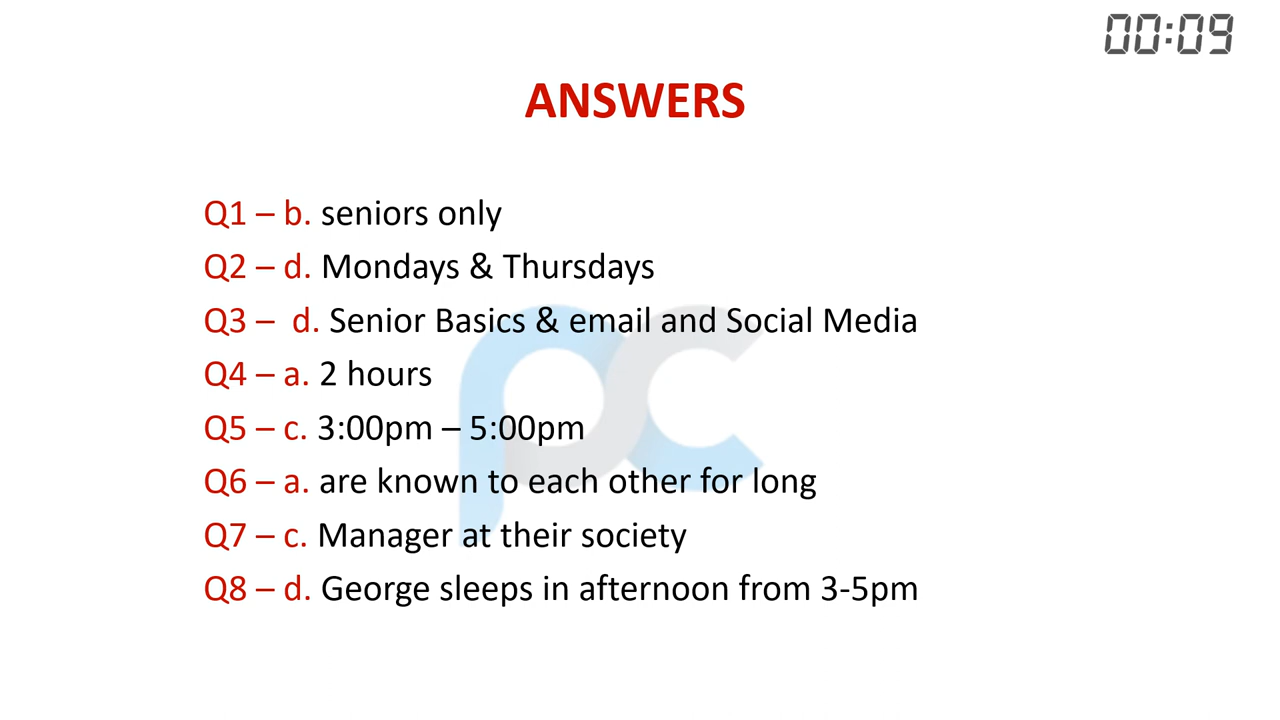 00:09
ANSWERS
Q1 – b. seniors only
Q2 – d. Mondays & Thursdays
Q3 –  d. Senior Basics & email and Social Media
Q4 – a. 2 hours
Q5 – c. 3:00pm – 5:00pm
Q6 – a. are known to each other for long
Q7 – c. Manager at their society
Q8 – d. George sleeps in afternoon from 3-5pm